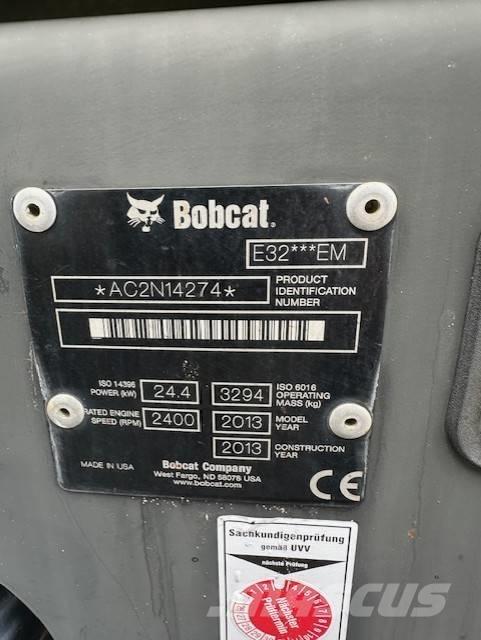 Bobcat.
E32***EM
*AC2N14274*
PRODUCT IDENTIFICATION NUMBER
ISO 14396 POWER (kW) 24.4
3294 ISO 6016 OPERATING MASS (kg)
RATED ENGINE SPEED (RPM) 2400
2013 MODEL YEAR
2013 CONSTRUCTION YEAR
MADE IN USA
Bobcat Company
West Fargo, ND 58078 USA
www.bobcat.com
CE
Sachkundigenprüfung
gemäß UVV
nächste Prüfung
Nächster
Prüftermin